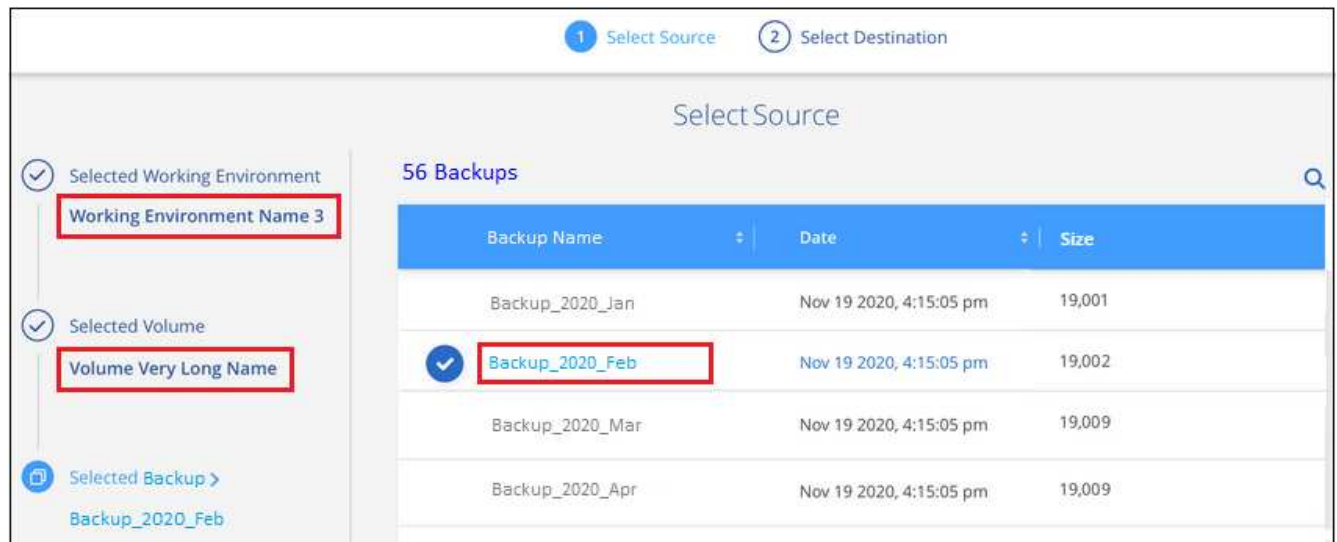 1 Select Source 2 Select Destination
Select Source
Selected Working Environment
Working Environment Name 3
Selected Volume
Volume Very Long Name
Selected Backup >
Backup_2020_Feb
56 Backups
Backup Name Date Size
Backup_2020_Jan Nov 19 2020, 4:15:05 pm 19,001
Backup_2020_Feb Nov 19 2020, 4:15:05 pm 19,002
Backup_2020_Mar Nov 19 2020, 4:15:05 pm 19,009
Backup_2020_Apr Nov 19 2020, 4:15:05 pm 19,009